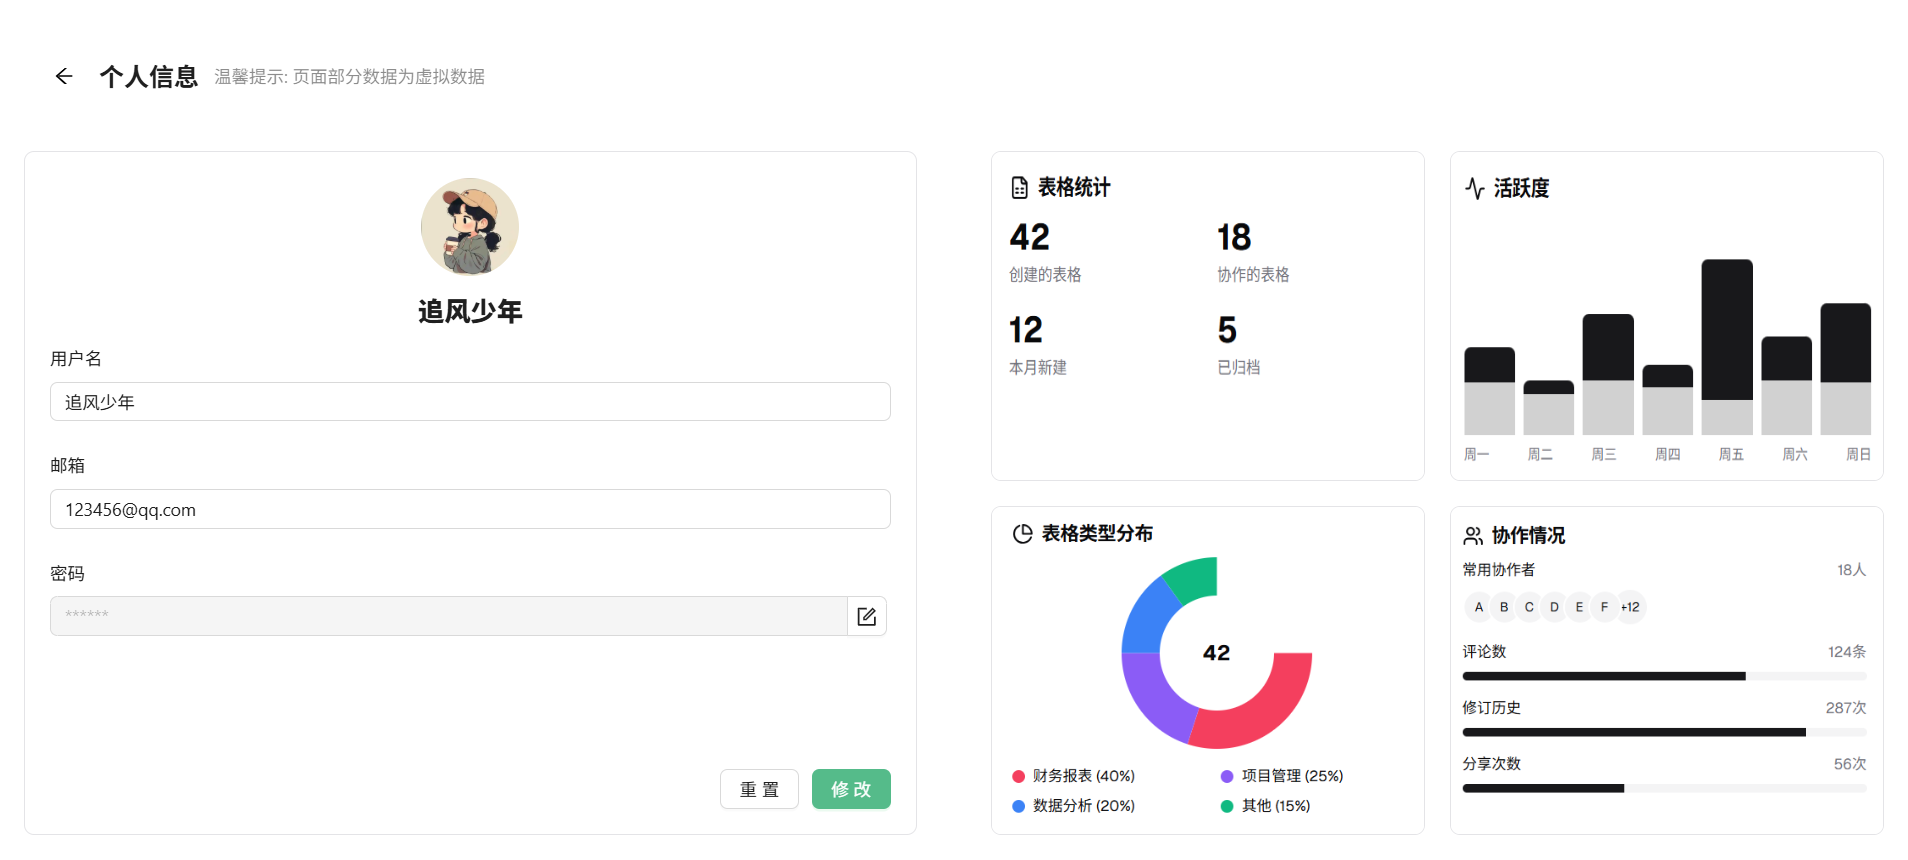 个人信息 温馨提示: 页面部分数据为虚拟数据
追风少年
用户名
追风少年
邮箱
123456@qq.com
密码
******
重 置 修 改
表格统计
42 18
创建的表格 协作的表格
12 5
本月新建 已归档
活跃度
周一 周二 周三 周四 周五 周六 周日
表格类型分布
42
财务报表 (40%) 项目管理 (25%)
数据分析 (20%) 其他 (15%)
协作情况
常用协作者 18人
A B C D E F +12
评论数 124条
修订历史 287次
分享次数 56次